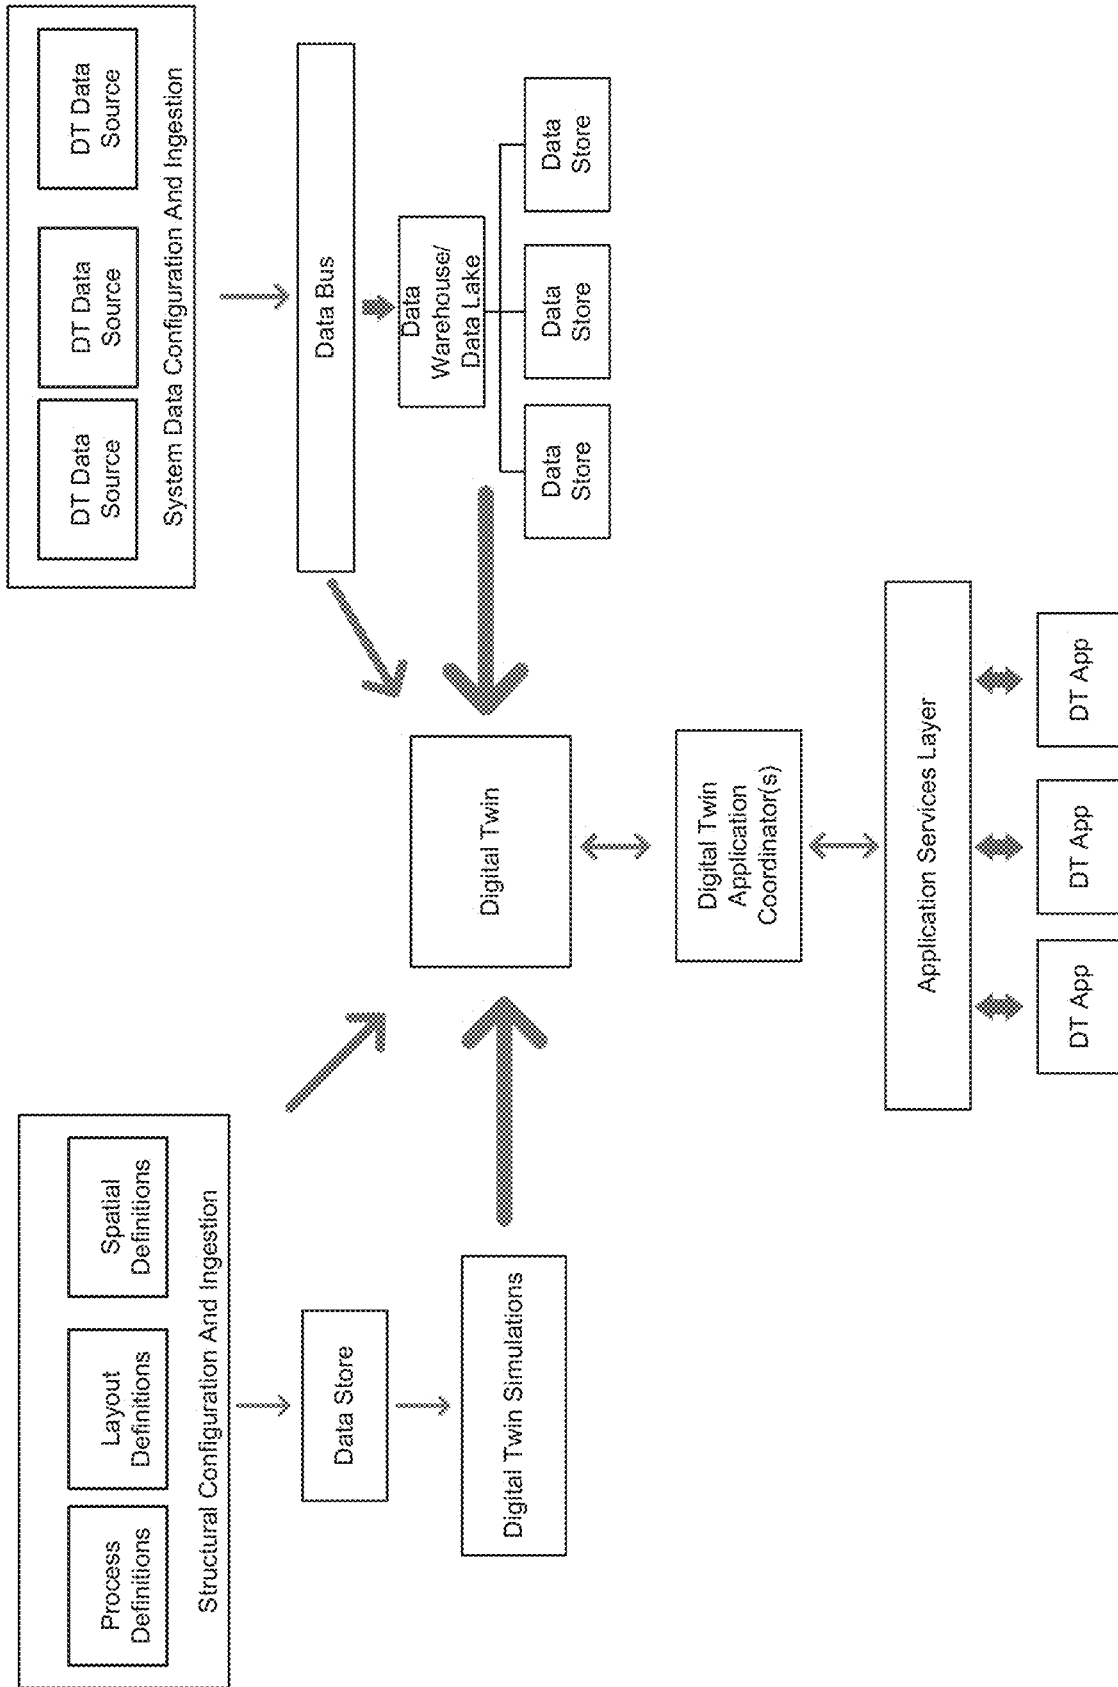 Process
Definitions
Layout
Definitions
Spatial
Definitions
Structural Configuration And Ingestion
Data Store
Digital Twin Simulations
DT Data
Source
DT Data
Source
DT Data
Source
System Data Configuration And Ingestion
Data Bus
Data
Warehouse/
Data Lake
Data
Store
Data
Store
Data
Store
Digital Twin
Digital Twin
Application
Coordinator(s)
Application Services Layer
DT App
DT App
DT App